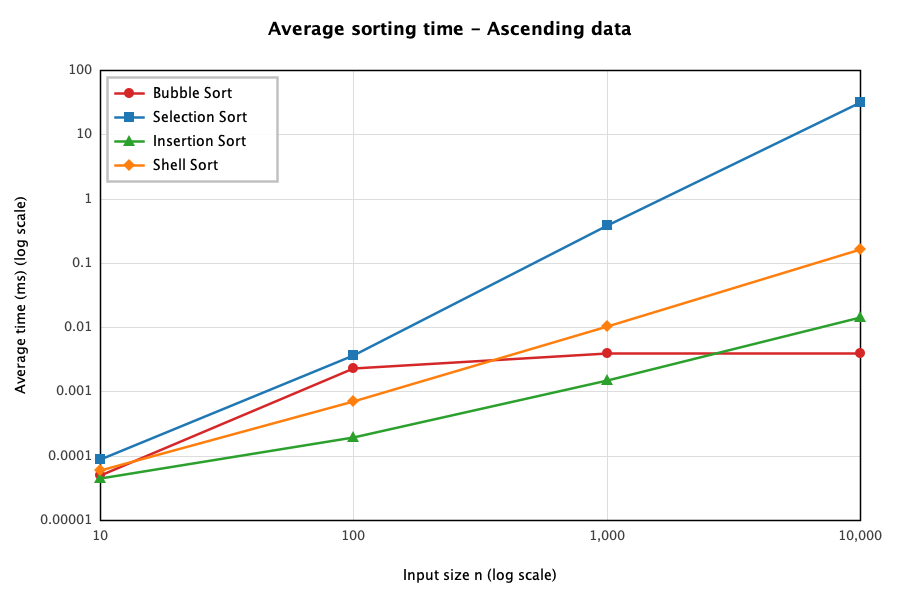 Average sorting time – Ascending data
100
10
1
0.1
0.01
0.001
0.0001
0.00001
Average time (ms) (log scale)
Bubble Sort
Selection Sort
Insertion Sort
Shell Sort
10
100
1,000
10,000
Input size n (log scale)